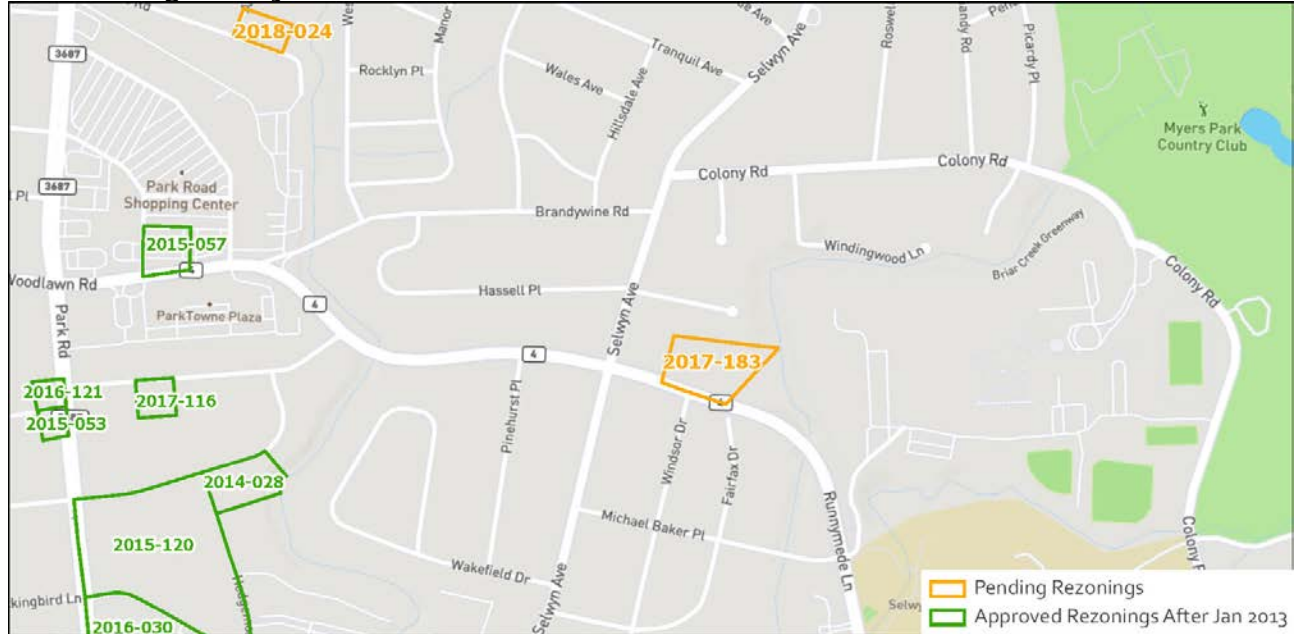 2018-024
3687
Rocklyn Pl
Manor
Wales Ave
Hillsdale Ave
Tranquil Ave
Selwyn Ave
Roswell
Picardy Pl
Myers Park
Country Club
Colony Rd
Colony Rd
Park Road
Shopping Center
3687
Brandywine Rd
2015-057
Windingwood Ln
Briar Creek Greenway
Colony Rd
Woodlawn Rd
4
Hassell Pl
Selwyn Ave
ParkTowne Plaza
Park Rd
4
2017-183
2016-121
2017-116
2015-053
Pinehurst Pl
Windsor Dr
Fairfax Dr
2014-028
Runnymede Ln
Michael Baker Pl
2015-120
Wakefield Dr
Selwyn Ave
2016-030
Pending Rezonings
Approved Rezonings After Jan 2013